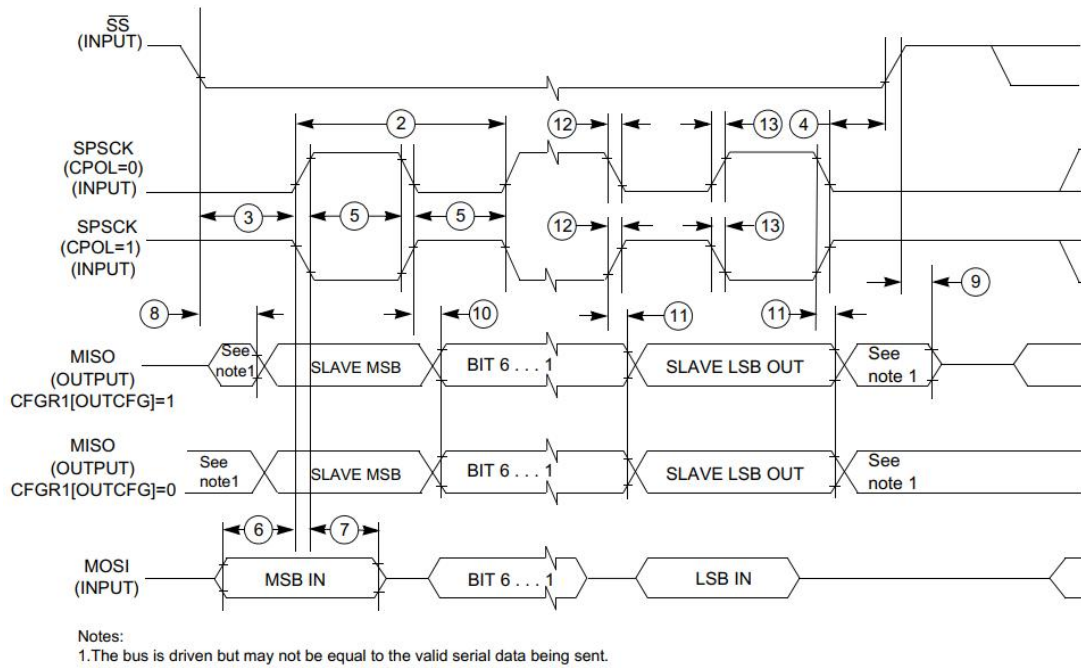 SS
(INPUT)
2
12
13
4
SPSCK
(CPOL=0)
(INPUT)
3
5
5
SPSCK
(CPOL=1)
(INPUT)
12
13
8
10
11
11
9
MISO
(OUTPUT)
CFGR1[OUTCFG]=1
See
note1
SLAVE MSB
BIT 6 . . . 1
SLAVE LSB OUT
See
note 1
MISO
(OUTPUT)
CFGR1[OUTCFG]=0
See
note1
SLAVE MSB
BIT 6 . . . 1
SLAVE LSB OUT
See
note 1
6
7
MOSI
(INPUT)
MSB IN
BIT 6 . . . 1
LSB IN
Notes:
1.The bus is driven but may not be equal to the valid serial data being sent.